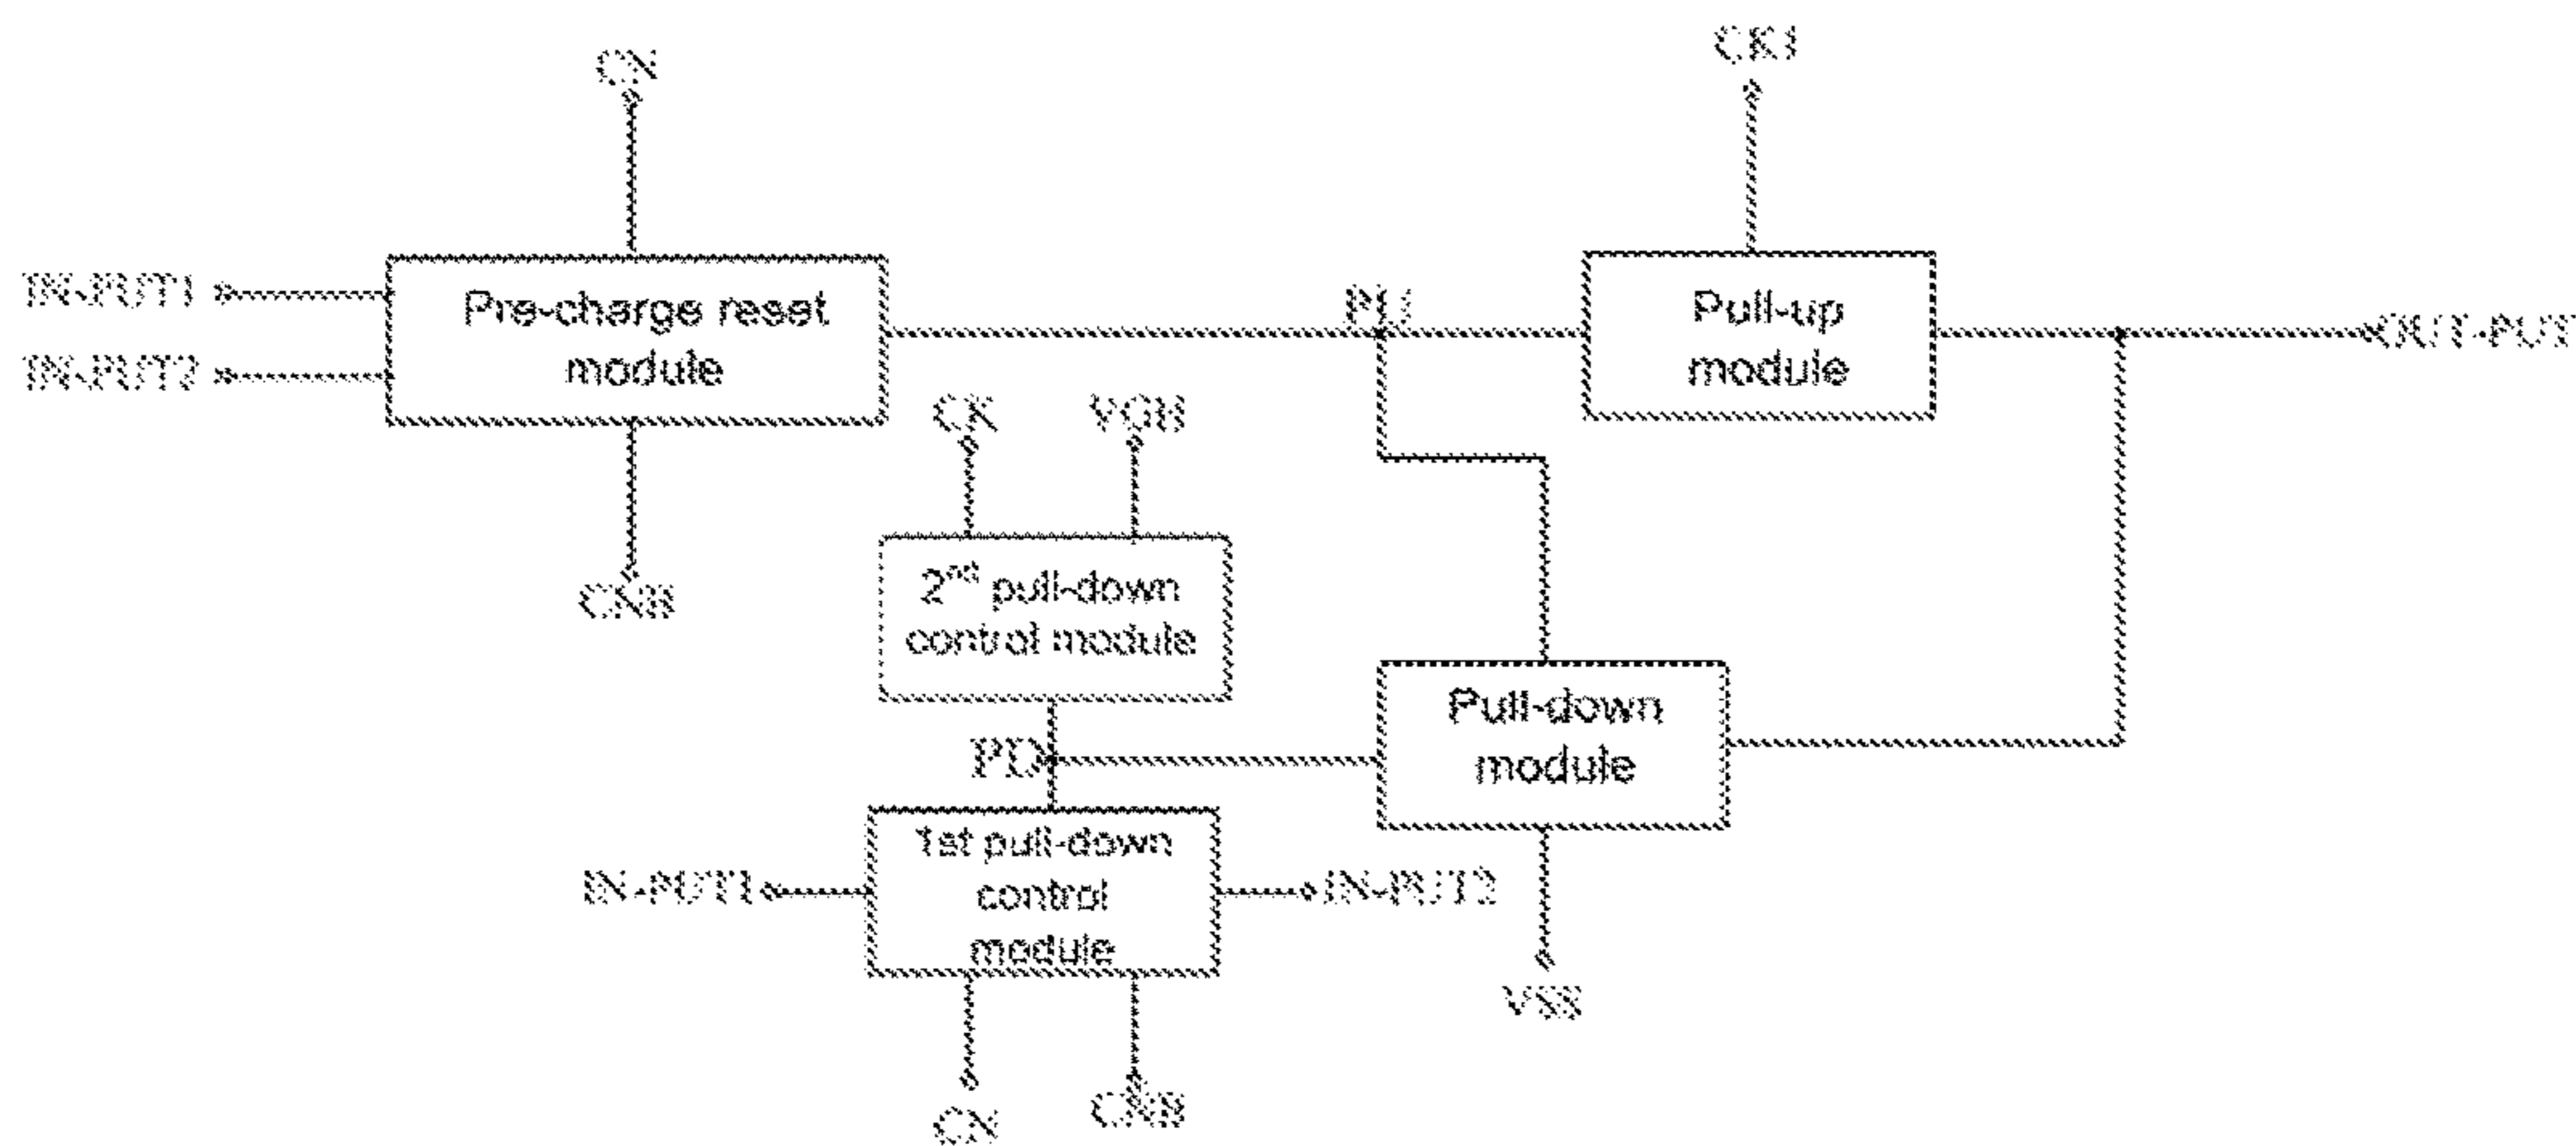 CN
CK1
IN-PUT1
Pre-charge reset
module
PU
Pull-up
module
OUT-PUT
IN-PUT2
CK
VGH
CNB
2nd pull-down
control module
PD
Pull-down
module
1st pull-down
control
module
IN-PUT1
IN-PUT2
VSS
CN
CNB